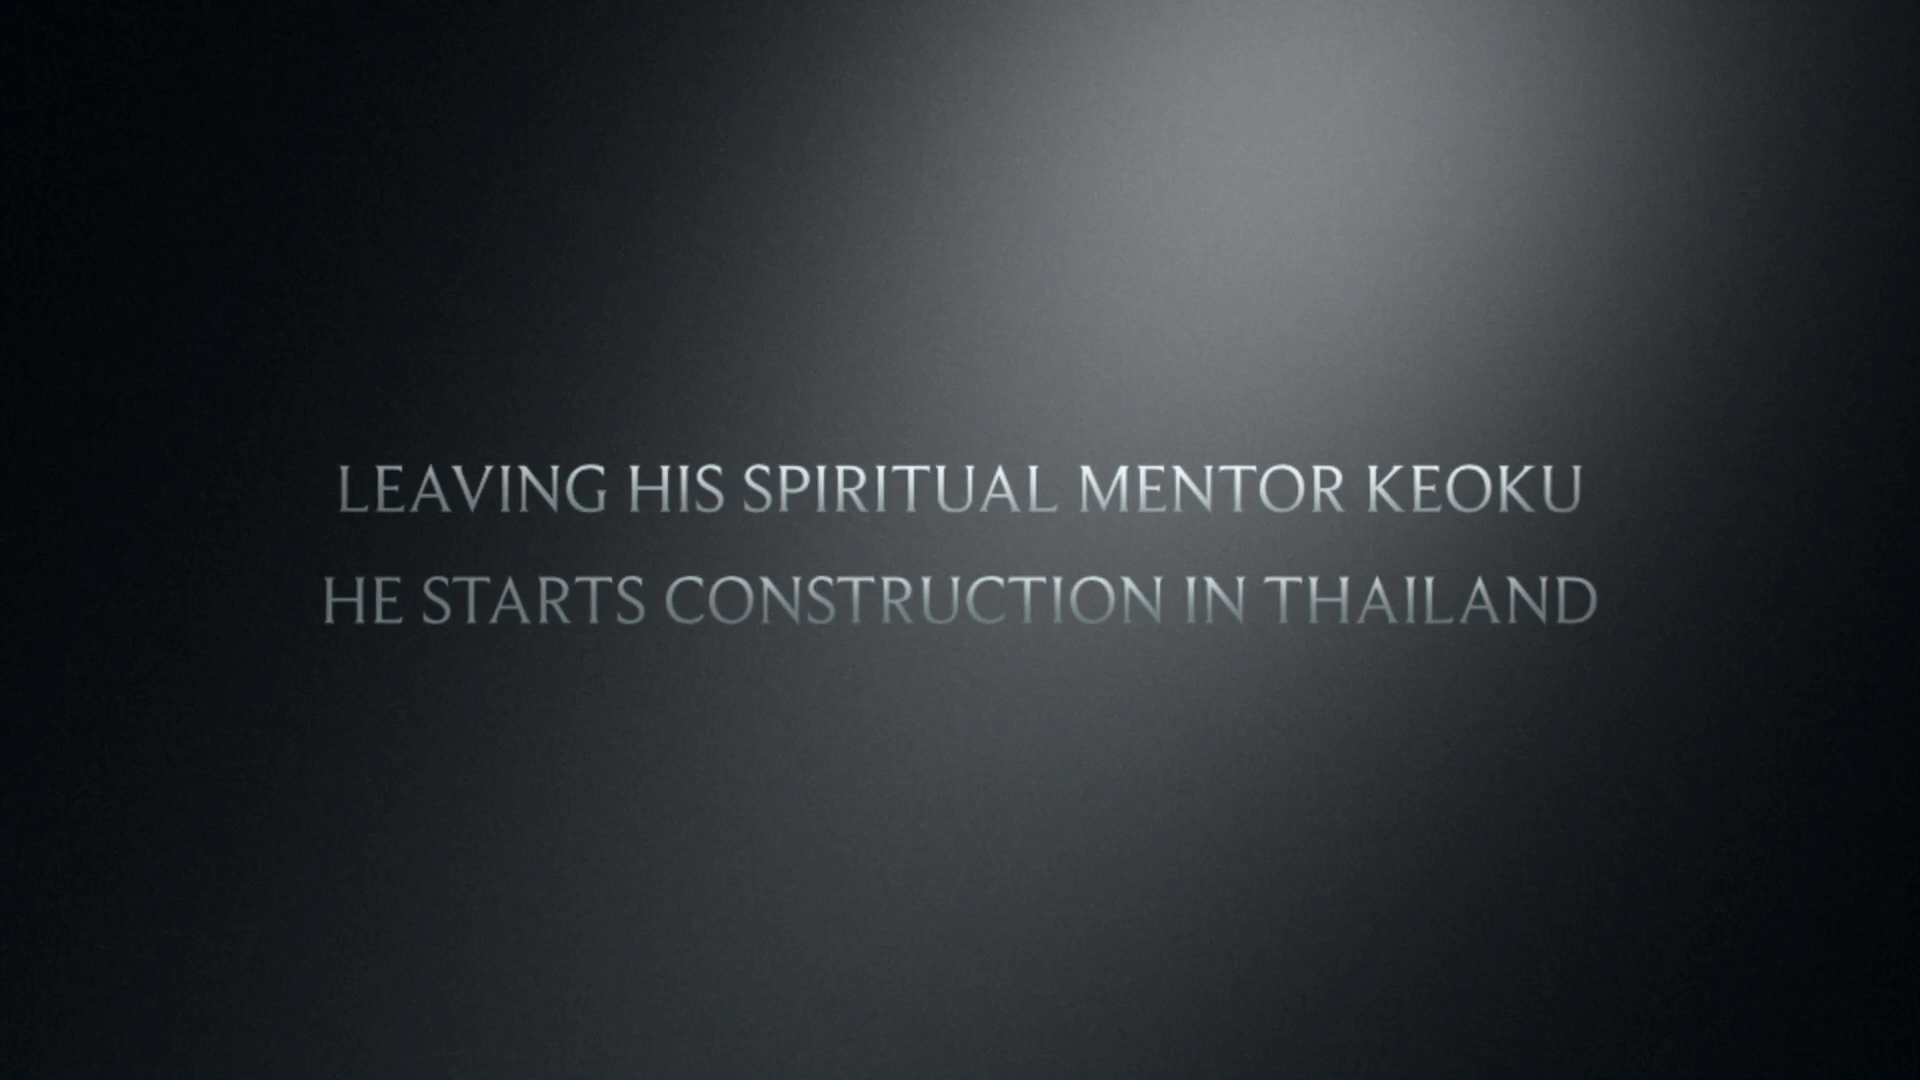 LEAVING HIS SPIRITUAL MENTOR KEOKU
HE STARTS CONSTRUCTION IN THAILAND